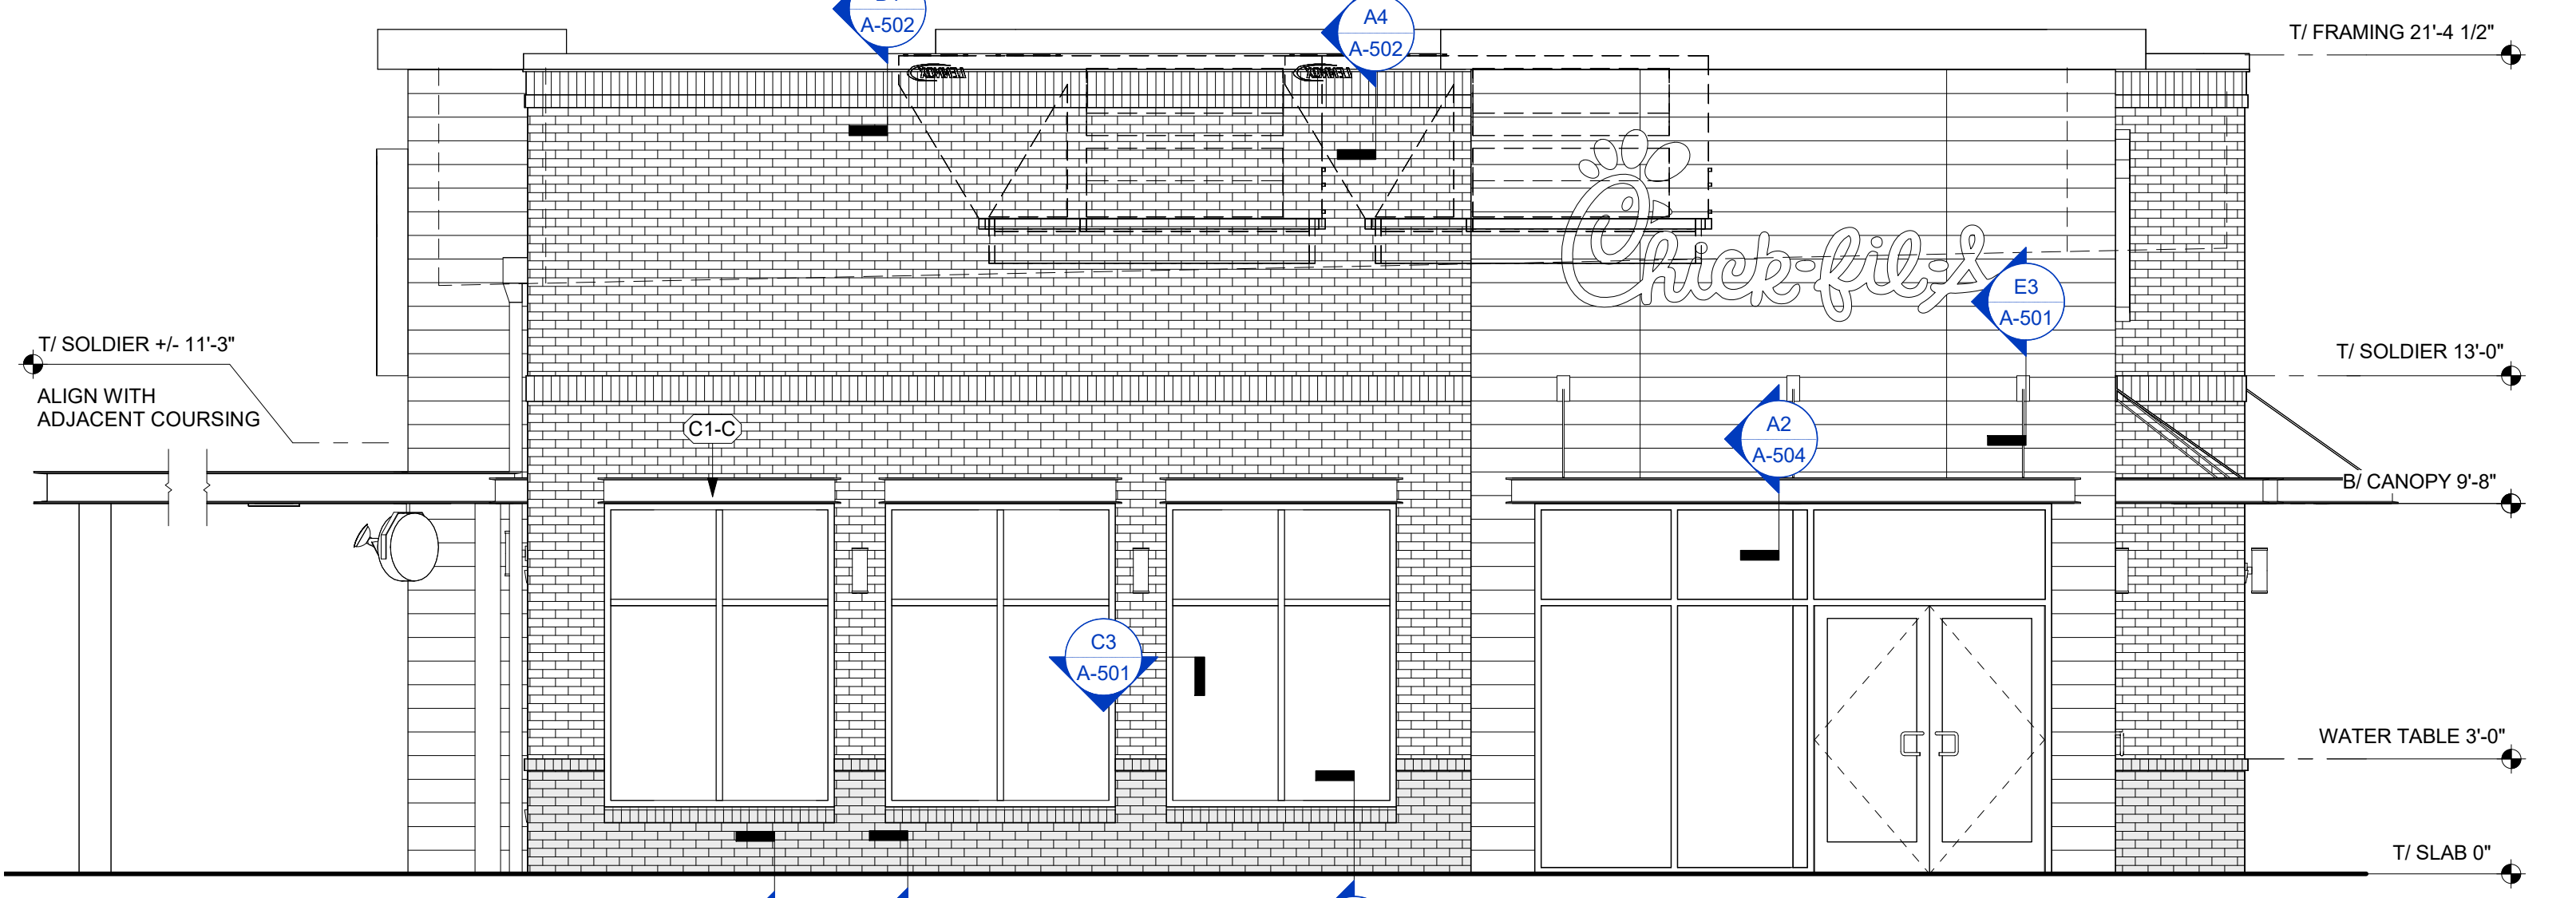 A-502
A4
A-502
T/ FRAMING 21'-4 1/2"
Chick-fil-A
E3
A-501
T/ SOLDIER +/- 11'-3"
ALIGN WITH
ADJACENT COURSING
T/ SOLDIER 13'-0"
C1-C
A2
A-504
B/ CANOPY 9'-8"
C3
A-501
WATER TABLE 3'-0"
T/ SLAB 0"